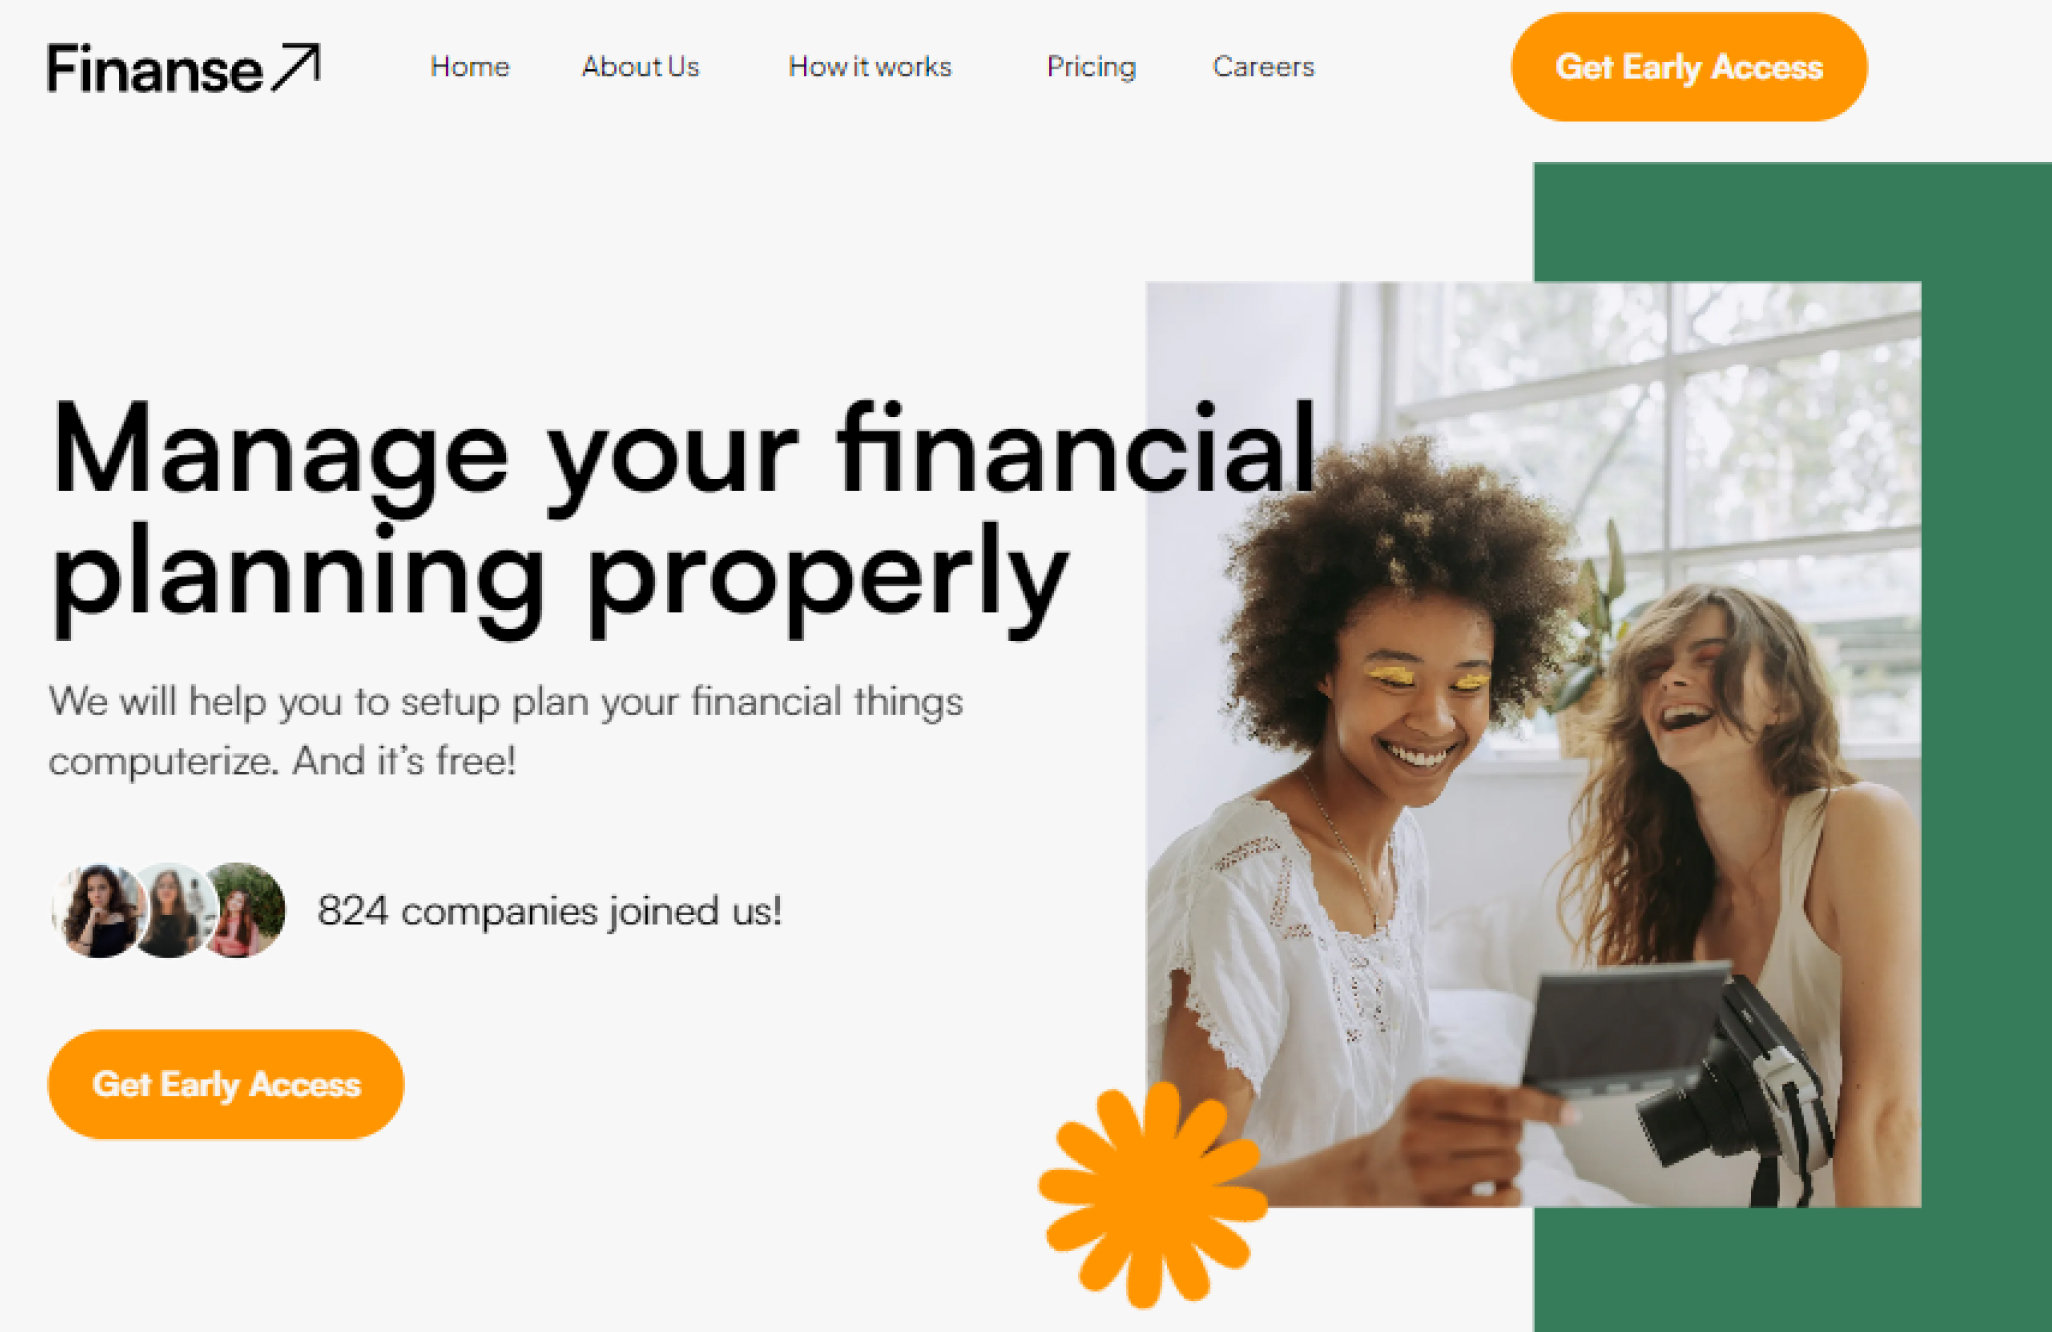 Finanse
Home
About Us
How it works
Pricing
Careers
Get Early Access
Manage your financial
planning properly
We will help you to setup plan your financial things
computerize. And it’s free!
824 companies joined us!
Get Early Access